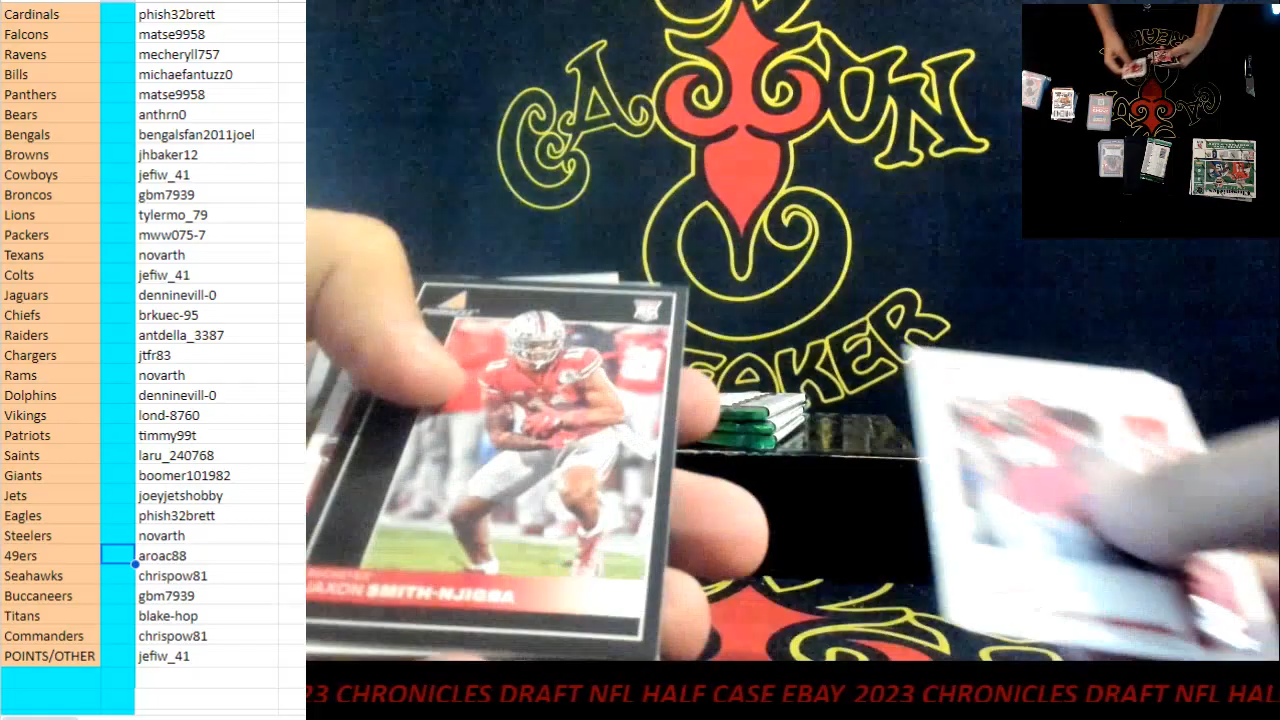 Cardinals phish32brett
Falcons matse9958
Ravens mecheryll757
Bills michaefantuzz0
Panthers matse9958
Bears anthrn0
Bengals bengalsfan2011joel
Browns jhbaker12
Cowboys jefiw_41
Broncos gbm7939
Lions tylermo_79
Packers mww075-7
Texans novarth
Colts jefiw_41
Jaguars denninevill-0
Chiefs brkuec-95
Raiders antdella_3387
Chargers jtfr83
Rams novarth
Dolphins denninevill-0
Vikings lond-8760
Patriots timmy99t
Saints laru_240768
Giants boomer101982
Jets joeyjetshobby
Eagles phish32brett
Steelers novarth
49ers aroac88
Seahawks chrispow81
Buccaneers gbm7939
Titans blake-hop
Commanders chrispow81
POINTS/OTHER jefiw_41
CAJUN
BREAKER
PINNACLE
JAXON SMITH-NJIGBA
23 CHRONICLES DRAFT NFL HALF CASE EBAY 2023 CHRONICLES DRAFT NFL HAL